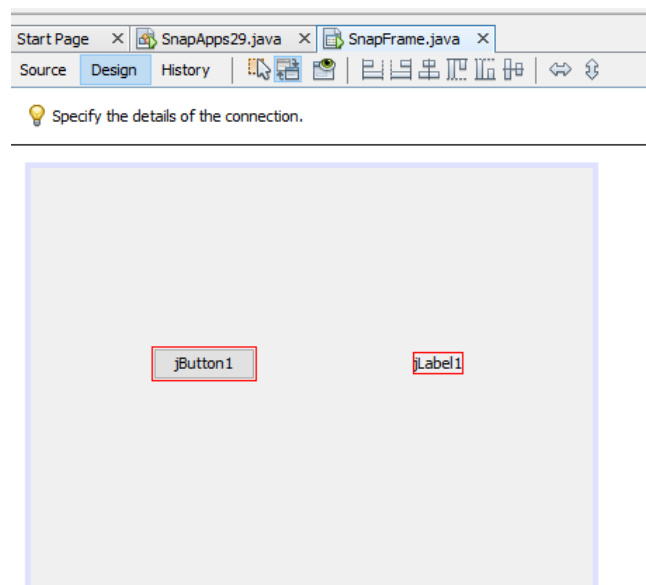 Start Page SnapApps29.java SnapFrame.java
Source Design History
Specify the details of the connection.
jButton1 jLabel1